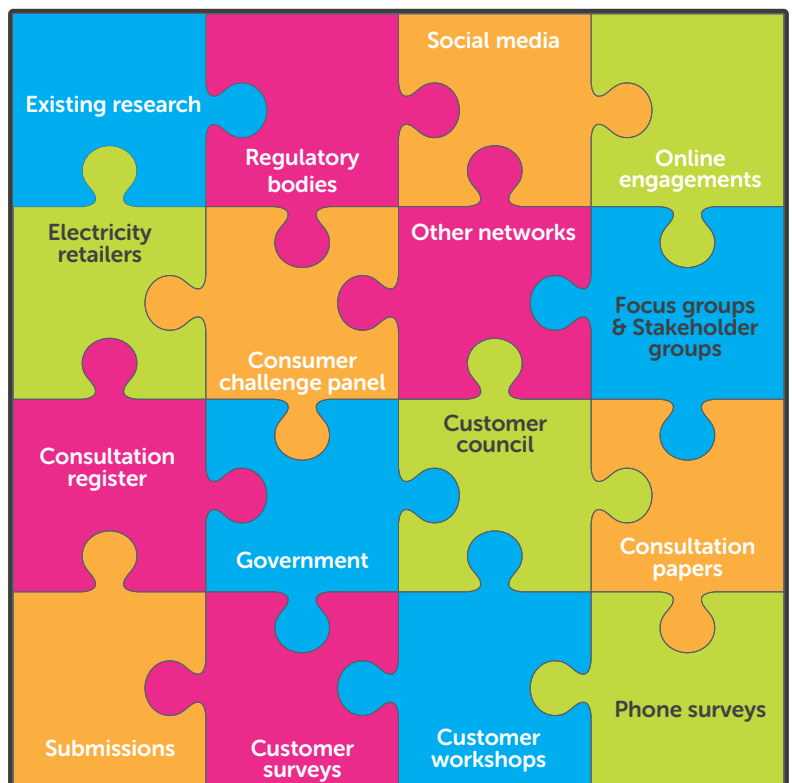 Existing research
Regulatory
bodies
Social media
Online
engagements
Electricity
retailers
Consumer
challenge panel
Other networks
Focus groups
& Stakeholder
groups
Consultation
register
Government
Customer
council
Consultation
papers
Submissions
Customer
surveys
Customer
workshops
Phone surveys